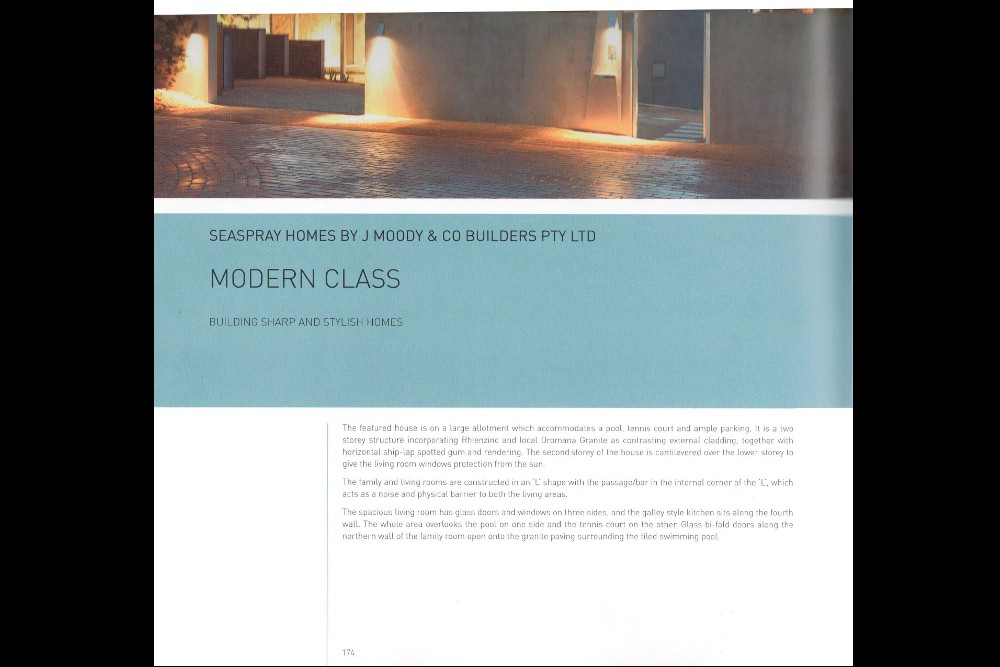 SEASPRAY HOMES BY J MOODY & CO BUILDERS PTY LTD
MODERN CLASS
BUILDING SHARP AND STYLISH HOMES
The featured house is on a large allotment which accommodates a pool, tennis court and ample parking. It is a two
storey structure incorporating Rhienzinc and local Dromana Granite as contrasting external cladding, together with
horizontal ship-lap spotted gum and rendering. The second storey of the house is cantilevered over the lower storey to
give the living room windows protection from the sun.
The family and living rooms are constructed in an 'L' shape with the passage/bar in the internal corner of the 'L', which
acts as a noise and physical barrier to both the living areas.
The spacious living room has glass doors and windows on three sides, and the galley style kitchen sits along the fourth
wall. The whole area overlooks the pool on one side and the tennis court on the other. Glass bi-fold doors along the
northern wall of the family room open onto the granite paving surrounding the tiled swimming pool.
174